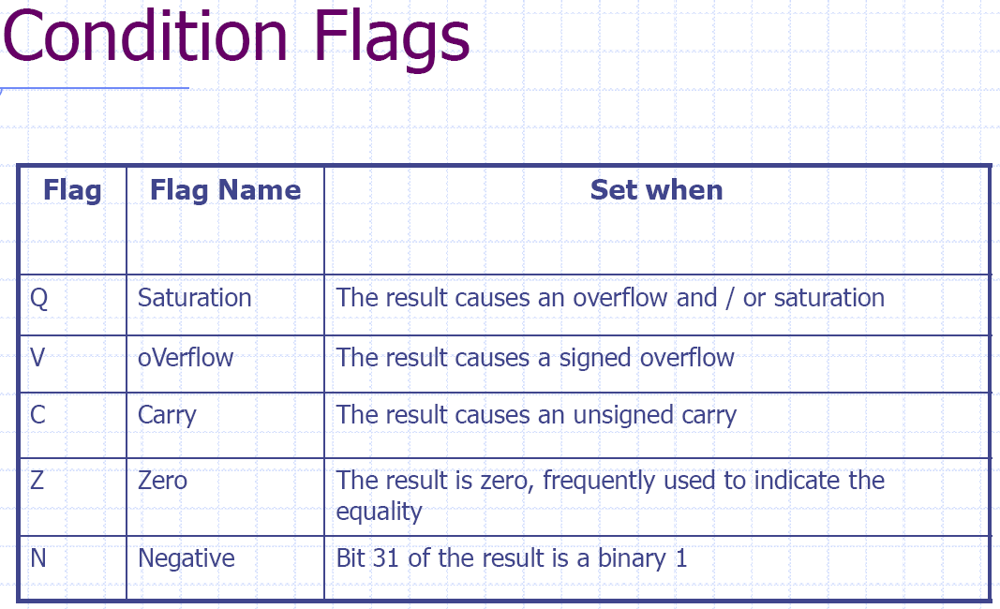 Condition Flags
Flag Flag Name Set when
Q Saturation The result causes an overflow and / or saturation
V oVerflow The result causes a signed overflow
C Carry The result causes an unsigned carry
Z Zero The result is zero, frequently used to indicate the
equality
N Negative Bit 31 of the result is a binary 1